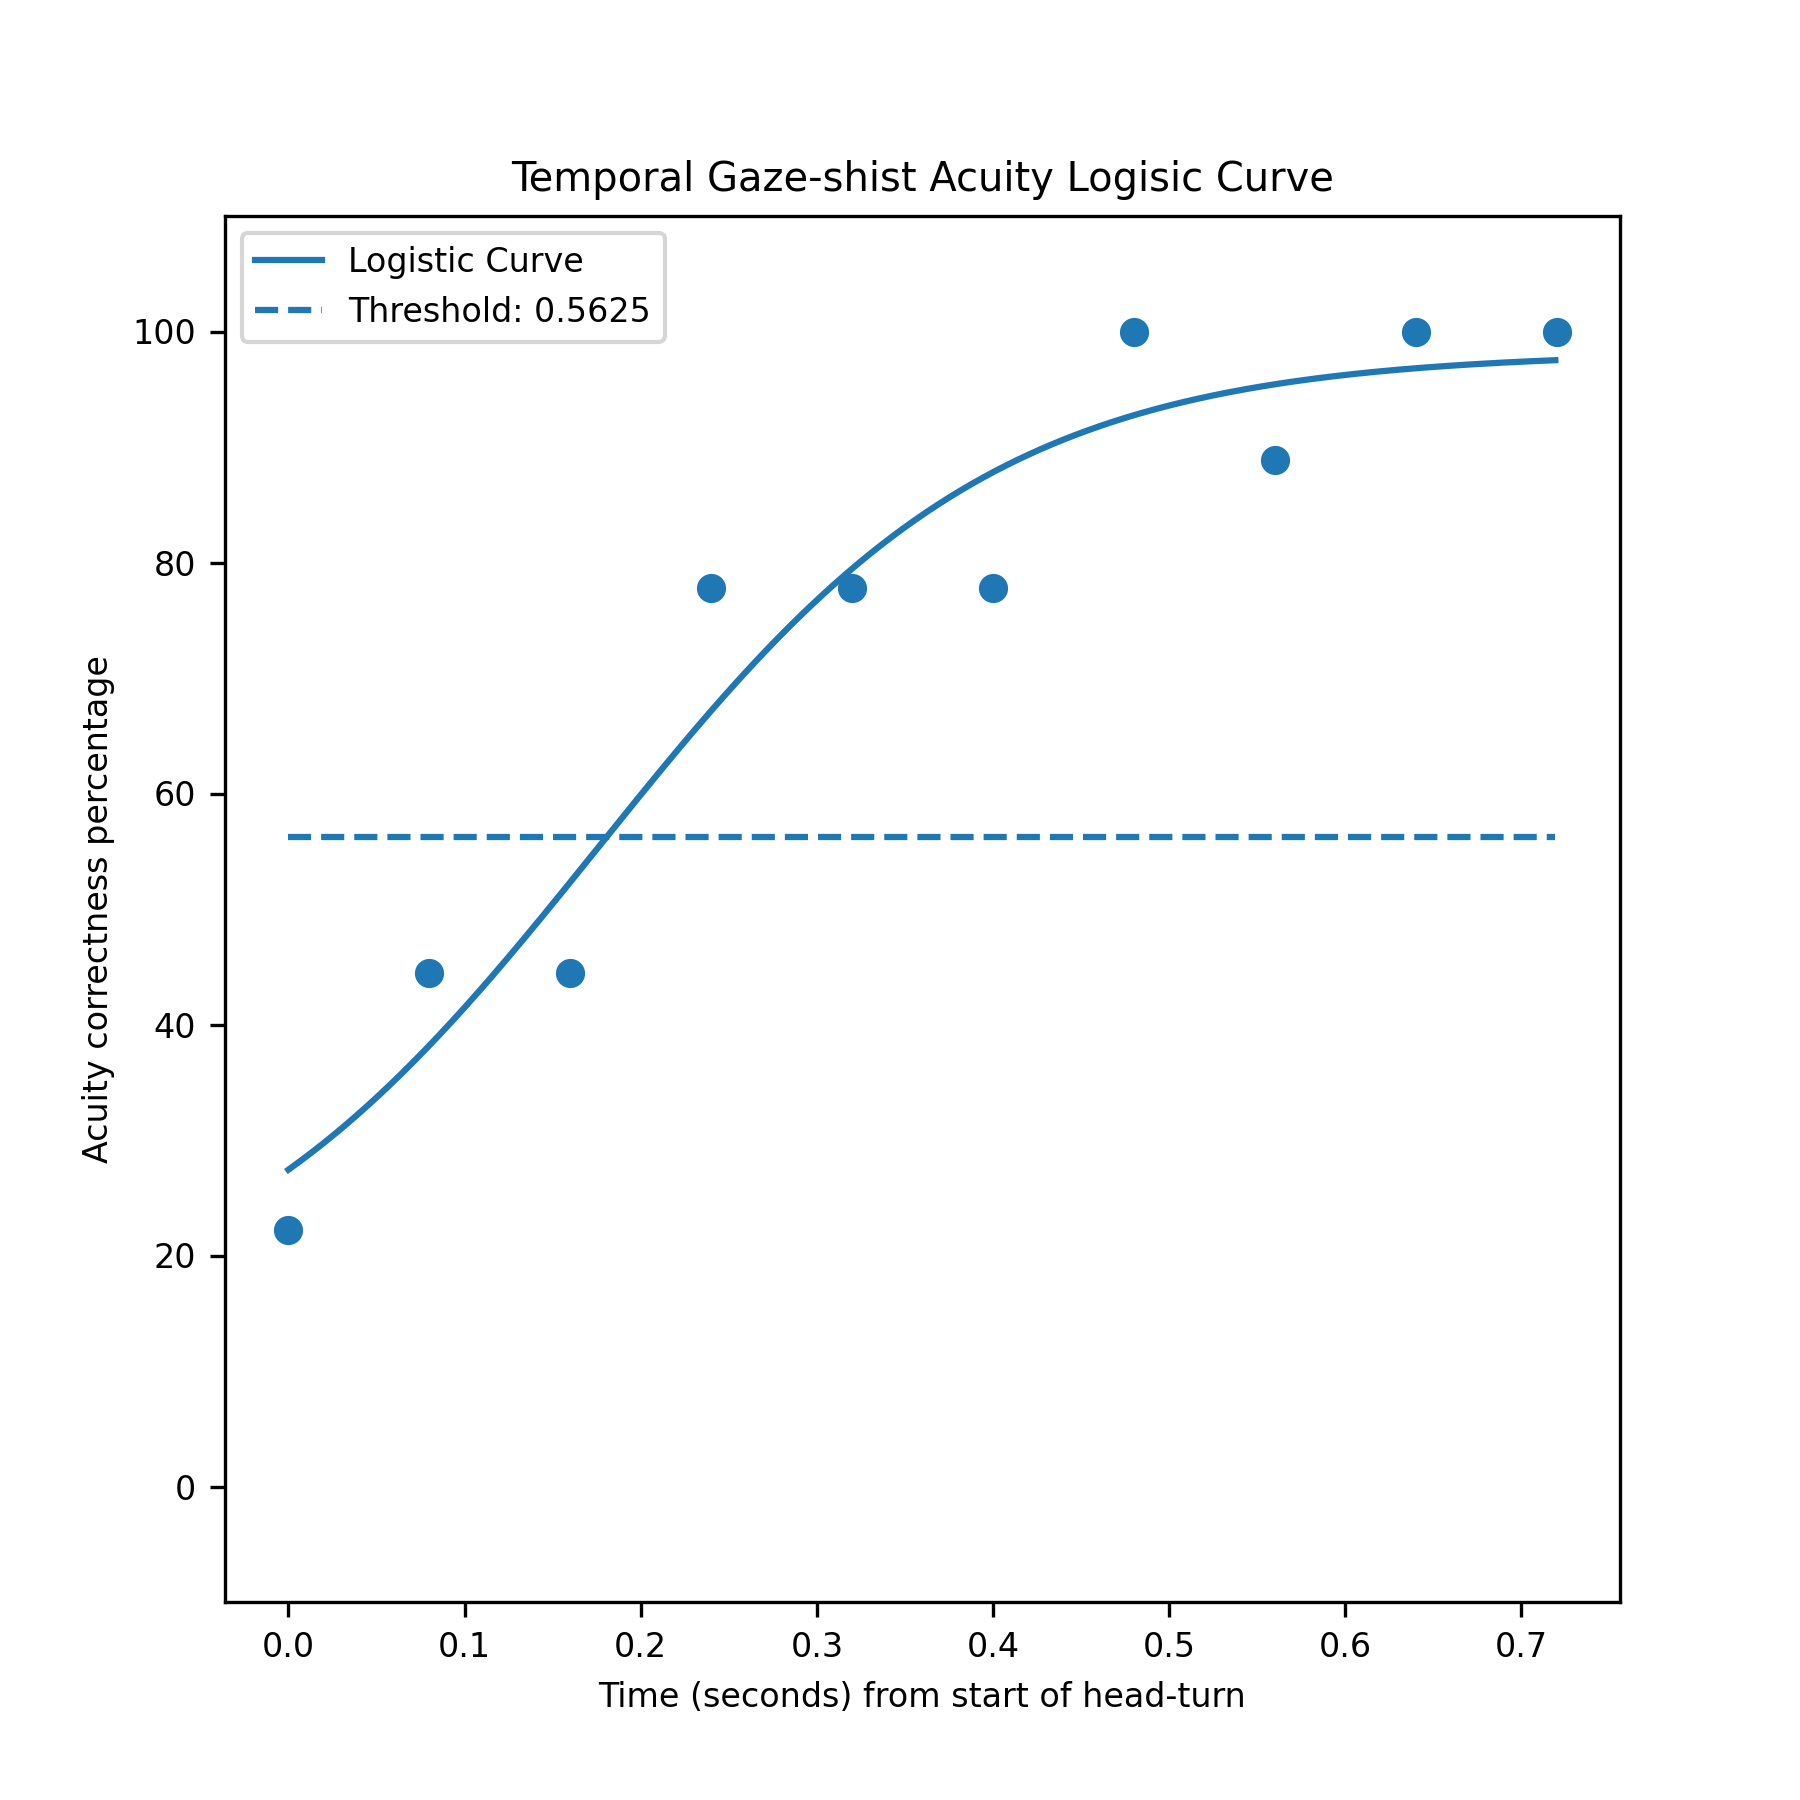 Temporal Gaze-shist Acuity Logisic Curve
Logistic Curve
Threshold: 0.5625
100
80
60
40
20
0
Acuity correctness percentage
0.0 0.1 0.2 0.3 0.4 0.5 0.6 0.7
Time (seconds) from start of head-turn